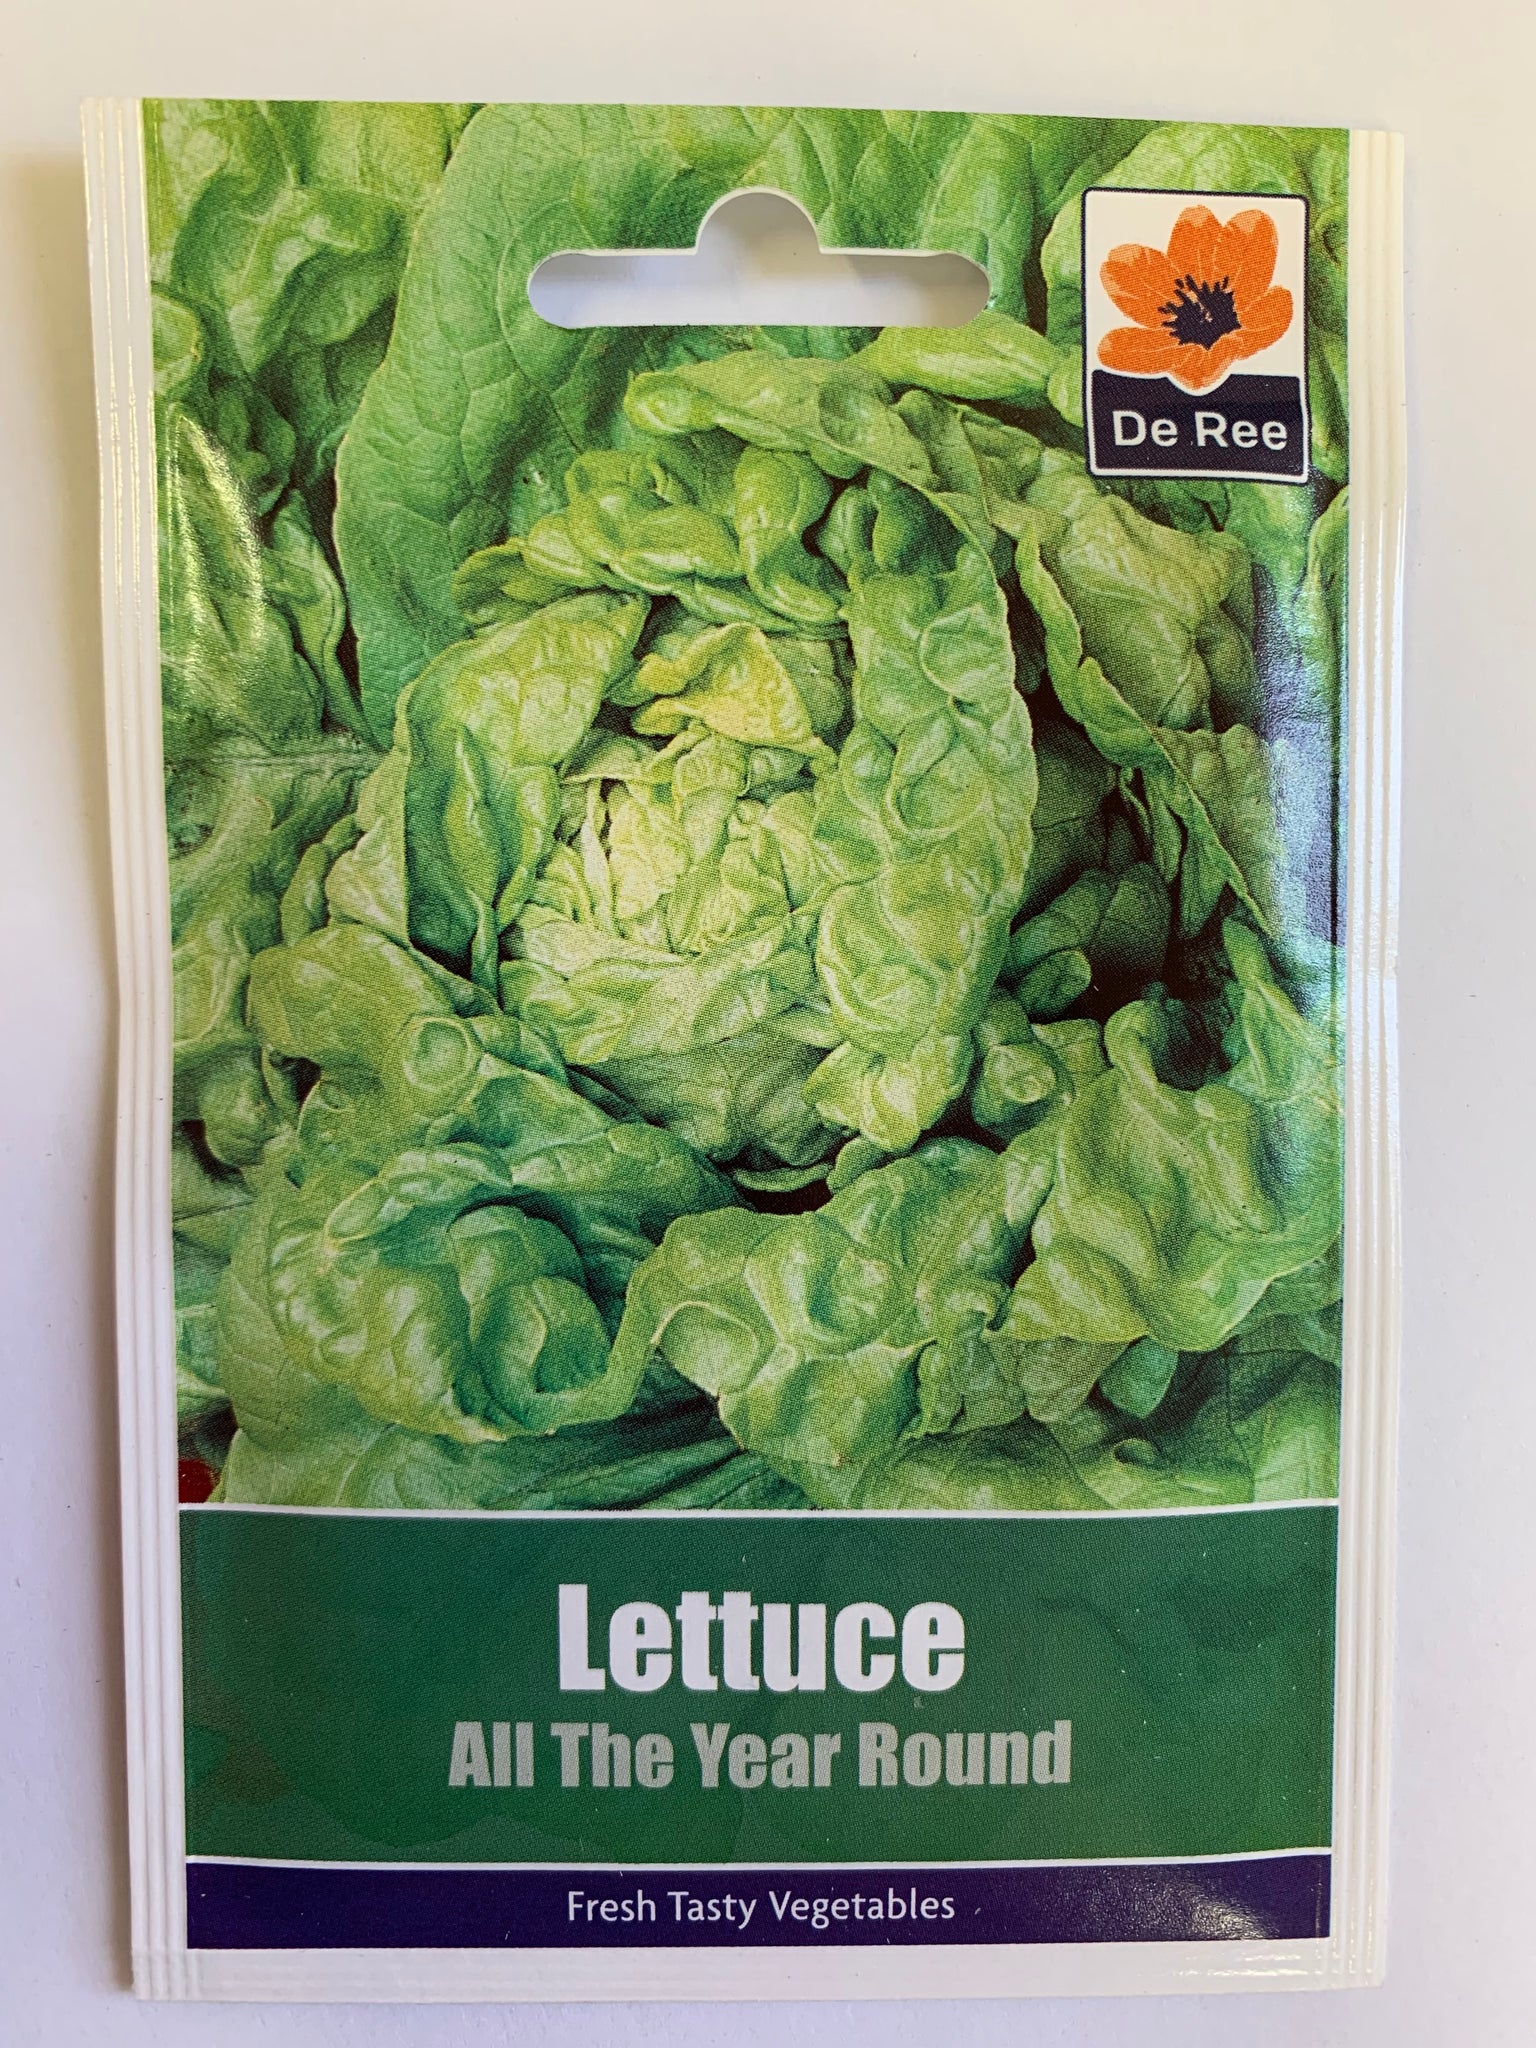 De Ree
Lettuce
All The Year Round
Fresh Tasty Vegetables